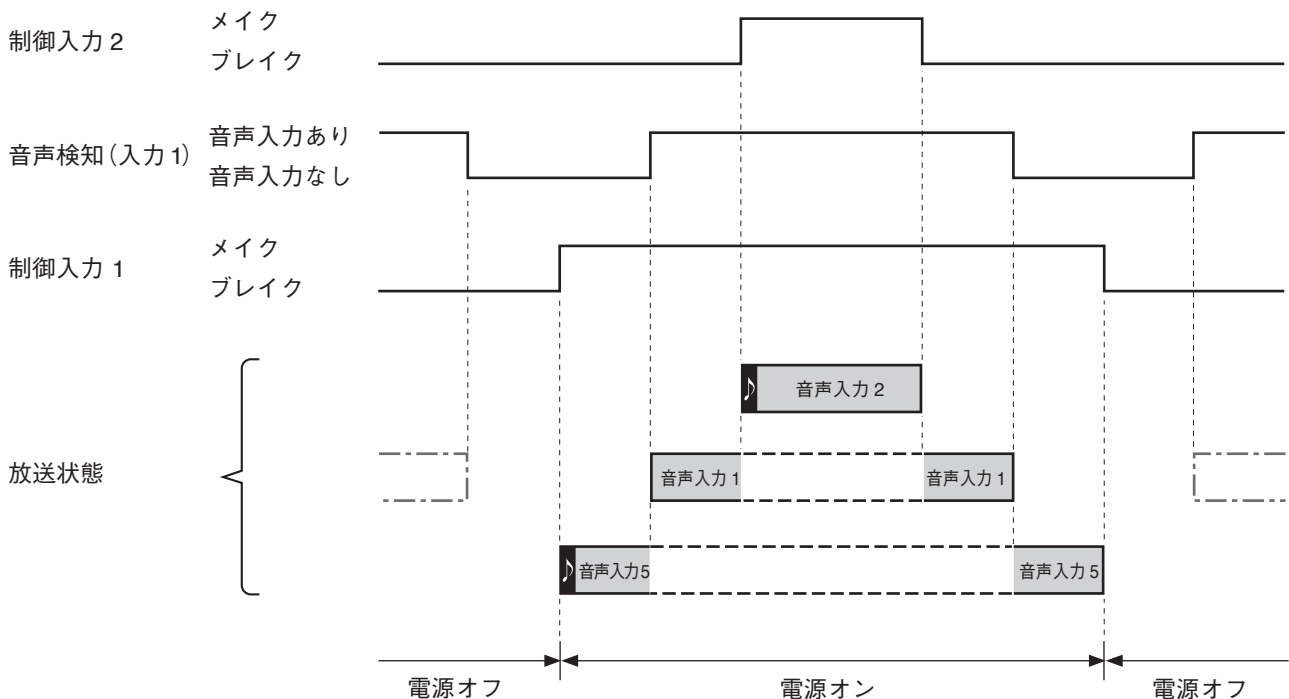 制御入力 2
メイク
ブレイク
音声検知（入力 1）
音声入力あり
音声入力なし
制御入力 1
メイク
ブレイク
放送状態
♪ 音声入力 2
音声入力 1
音声入力 1
♪ 音声入力5
音声入力 5
電源オフ
電源オン
電源オフ